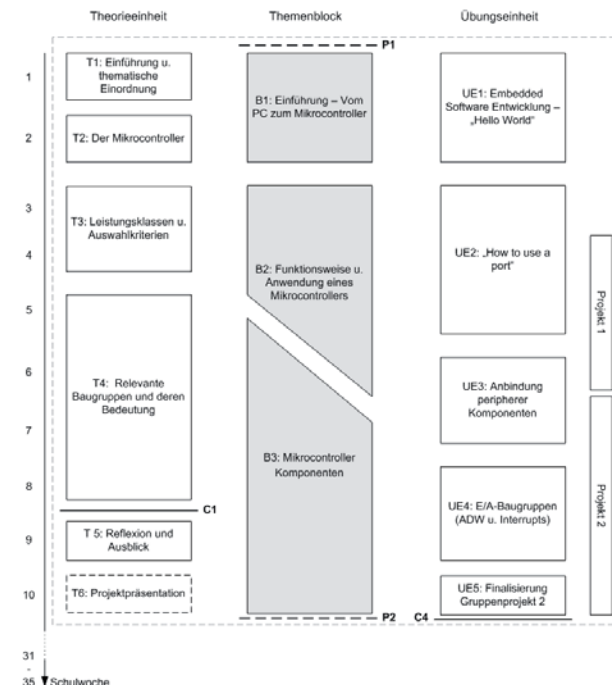 Theorieeinheit
Themenblock
Übungseinheit
P1
1
T1: Einführung u.
thematische
Einordnung
B1: Einführung – Vom
PC zum Mikrocontroller
UE1: Embedded
Software Entwicklung –
„Hello World“
2
T2: Der Mikrocontroller
3
T3: Leistungsklassen u.
Auswahlkriterien
4
B2: Funktionsweise u.
Anwendung eines
Mikrocontrollers
UE2: „How to use a
port“
Projekt 1
5
6
T4: Relevante
Baugruppen und deren
Bedeutung
UE3: Anbindung
peripherer
Komponenten
7
B3: Mikrocontroller
Komponenten
8
UE4: E/A-Baugruppen
(ADW u. Interrupts)
Projekt 2
C1
9
T 5: Reflexion und
Ausblick
10
T6: Projektpräsentation
UE5: Finalisierung
Gruppenprojekt 2
P2
C4
31
-
35
Schulwoche